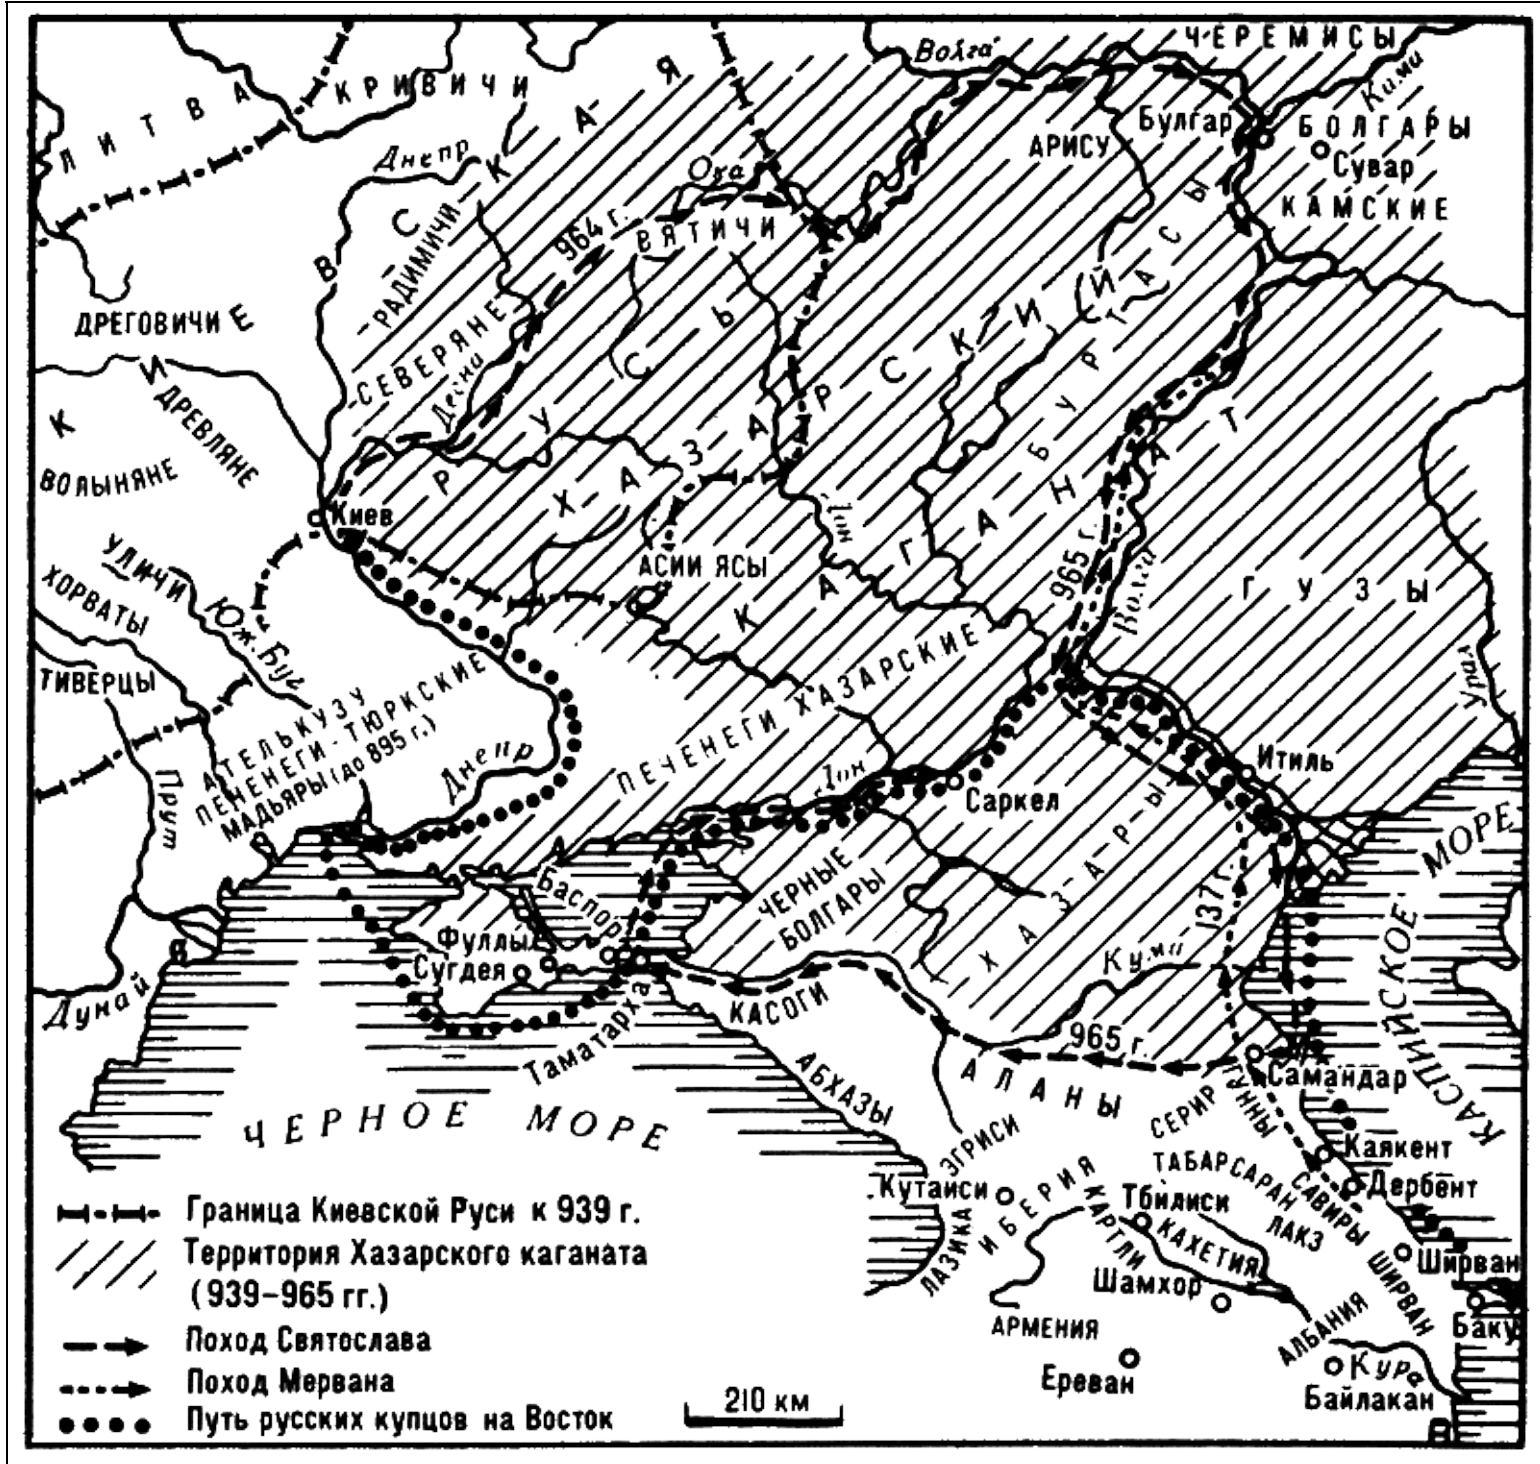 ЛИТВА
КРИВИЧИ
Волга
ЧЕРЕМИСЫ
Кими
Булгар
БОЛГАРЫ
Сувар
КАМСКИЕ
АРИСУ
Днепр
Ока
964 г.
ВЯТИЧИ
РАДИМИЧИ
СЕВЕРЯНЕ
Десна
КИЕВСКАЯ
РУСЬ
ДРЕГОВИЧИ
ДРЕВЛЯНЕ
ВОЛЫНЯНЕ
Киев
УЛИЧИ
ХОРВАТЫ
Юж. Буг
ТИВЕРЦЫ
АСИИ ЯСЫ
ХАЗАРСКИЙ
КАГАНАТ
БУРТАСЫ
Дон
965 г.
Волга
ГУЗЫ
Урал
АТЕЛЬКУЗУ
ПЕНЕНЕГИ-ТЮРКСКИЕ
МАДЬЯРЫ (до 895 г.)
Прут
Днепр
ПЕЧЕНЕГИ ХАЗАРСКИЕ
Дон
Саркел
Итиль
ХАЗАРЫ
ЧЕРНЫЕ
БОЛГАРЫ
137 г.
Куми
Баспор
Фуллы
Сугдея
Таматарха
Дунай
КАСОГИ
965 г.
АЛАНЫ
АБХАЗЫ
КАСПИЙСКОЕ МОРЕ
ЧЕРНОЕ МОРЕ
Самандар
СЕРИР
ГУННЫ
Каякент
Дербент
ТАБАРСАРАН
САВИРЫ
ЛАКЗ
ЭГРИСИ
Кутаиси
ИБЕРИЯ
ЛАЗИКА
КАРТЛИ
Тбилиси
КАХЕТИЯ
Шамхор
Ширван
ШИРВАН
Баку
АРМЕНИЯ
АЛБАНИЯ
Ереван
Кура
Байлакан
Граница Киевской Руси к 939 г.
Территория Хазарского каганата
(939–965 гг.)
Поход Святослава
Поход Мервана
Путь русских купцов на Восток
210 км